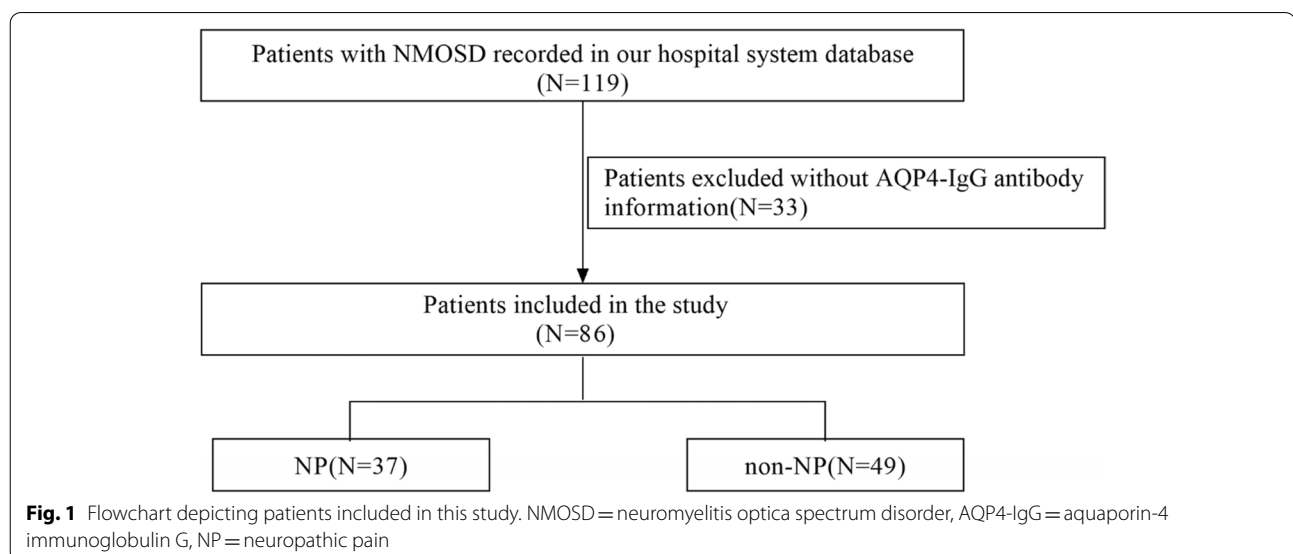 Patients with NMOSD recorded in our hospital system database
(N=119)
Patients excluded without AQP4-IgG antibody
information(N=33)
Patients included in the study
(N=86)
NP(N=37)
non-NP(N=49)
Fig. 1 Flowchart depicting patients included in this study. NMOSD = neuromyelitis optica spectrum disorder, AQP4-IgG = aquaporin-4
immunoglobulin G, NP = neuropathic pain